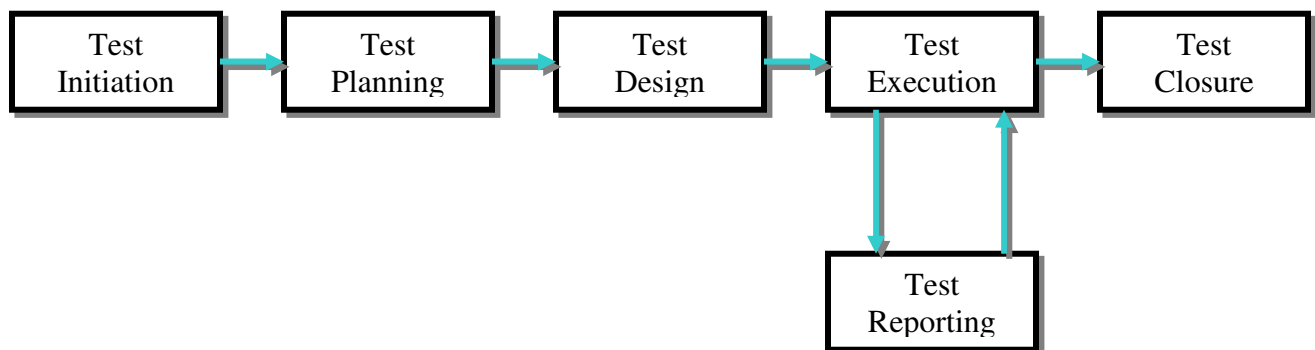 Test
Initiation
Test
Planning
Test
Design
Test
Execution
Test
Closure
Test
Reporting